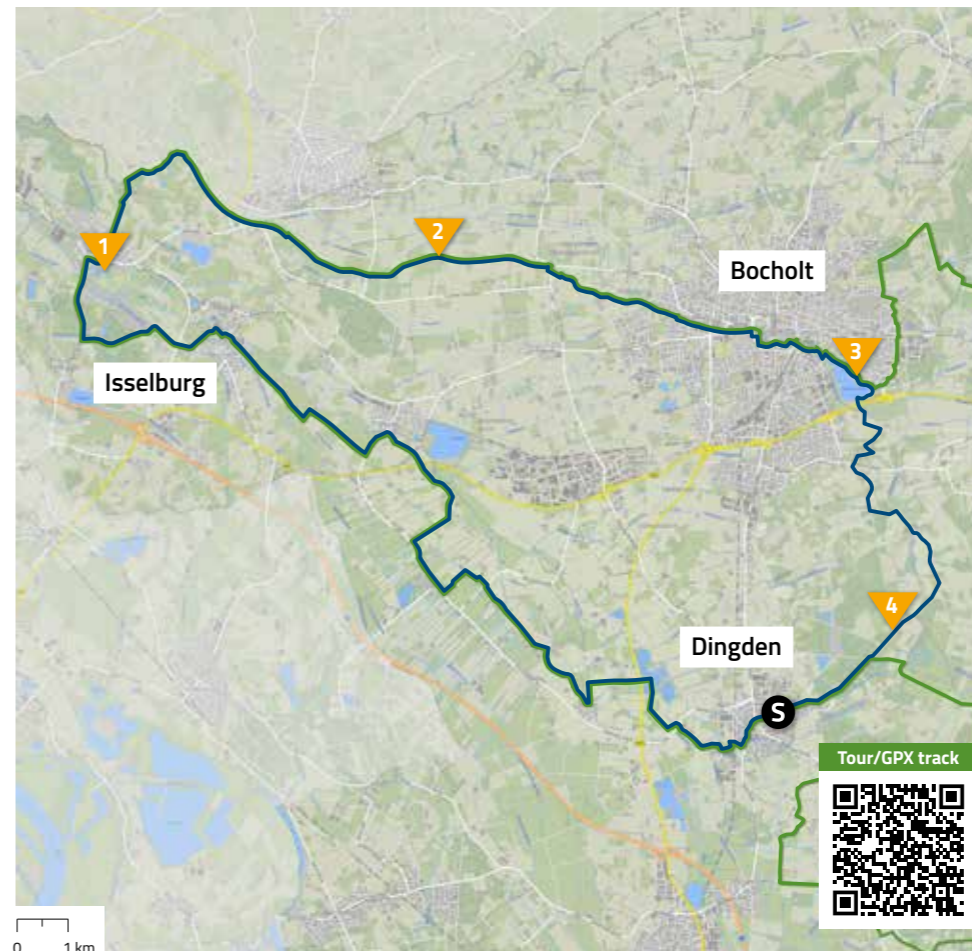 1
2
Bocholt
3
Isselburg
4
Dingden
S
Tour/GPX track
0 1 km